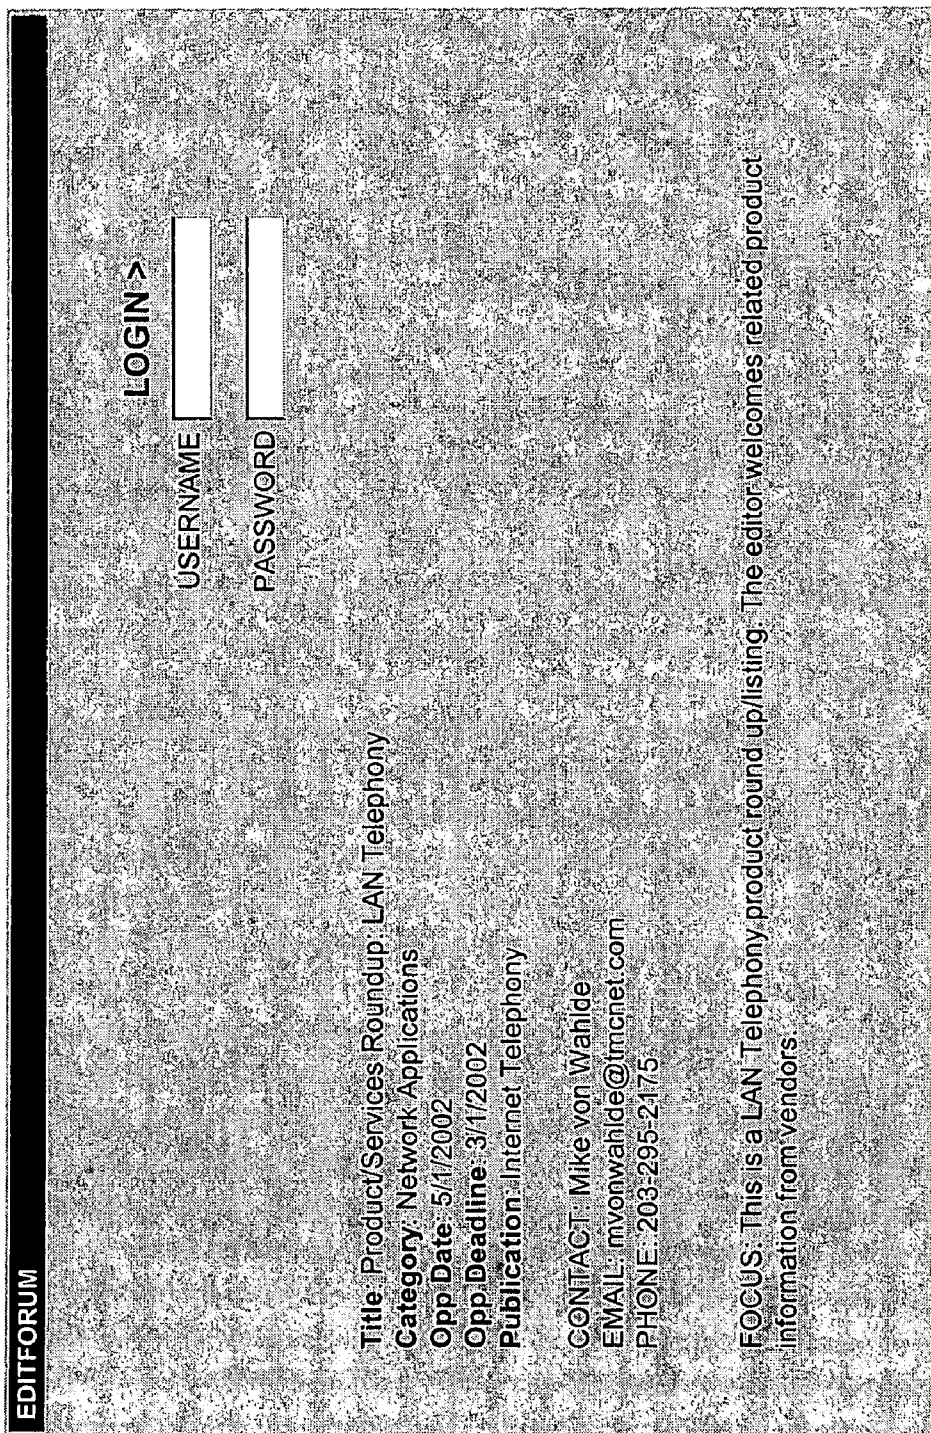 EDITFORUM
LOGIN >
USERNAME
PASSWORD
Title: Product/Services Roundup: LAN Telephony
Category: Network Applications
Opp Date: 5/1/2002
Opp Deadline: 3/1/2002
Publication: Internet Telephony
CONTACT: Mike von Wahlde
EMAIL: mvonwahlde@tmcnet.com
PHONE: 203-295-2175
FOCUS: This is a LAN Telephony product round up/listing. The editor welcomes related product
information from vendors.